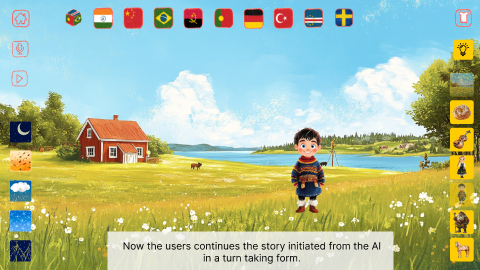 Now the users continues the story initiated from the AI
in a turn taking form.